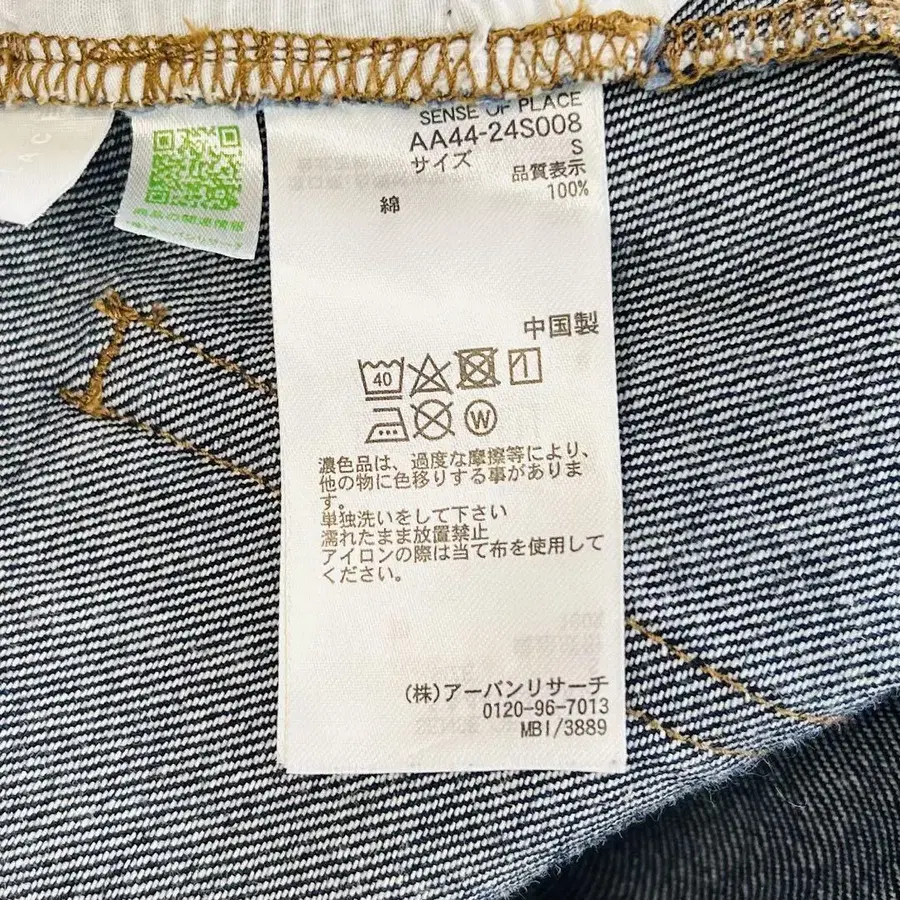 SENSE OF PLACE
AA44-24S008
サイズ S
品質表示
綿 100%
中国製
40
W
濃色品は、過度な摩擦等により、
他の物に色移りする事がありま
す。
単独洗いをして下さい
濡れたまま放置禁止
アイロンの際は当て布を使用して
ください。
(株)アーバンリサーチ
0120-96-7013
MBI/3889